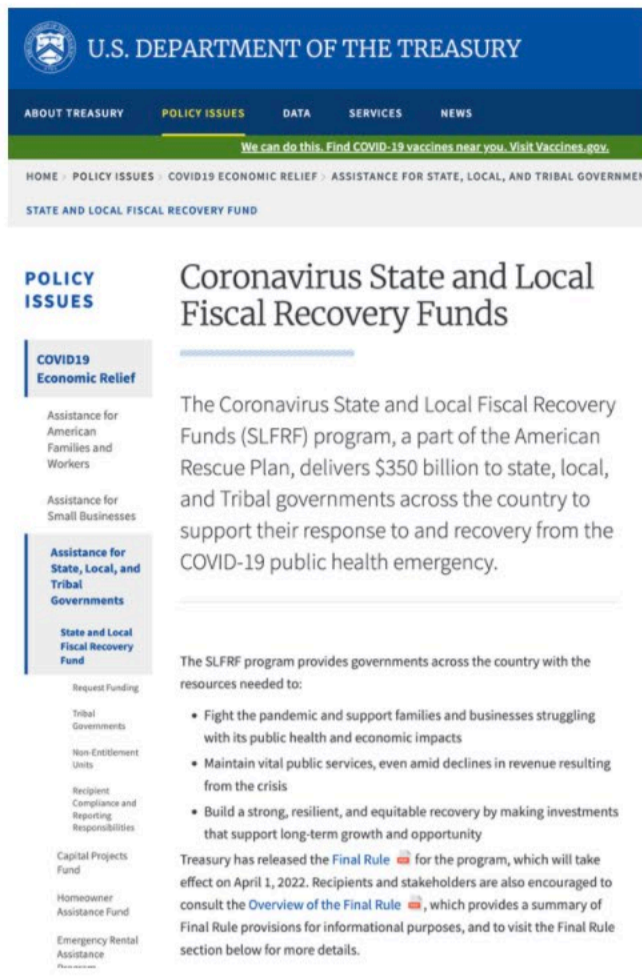 U.S. DEPARTMENT OF THE TREASURY
ABOUT TREASURY POLICY ISSUES DATA SERVICES NEWS
We can do this. Find COVID-19 vaccines near you. Visit Vaccines.gov.
HOME › POLICY ISSUES › COVID19 ECONOMIC RELIEF › ASSISTANCE FOR STATE, LOCAL, AND TRIBAL
STATE AND LOCAL FISCAL RECOVERY FUND
POLICY
ISSUES
COVID19
Economic Relief
Assistance for
American
Families and
Workers
Assistance for
Small Businesses
Assistance for
State, Local, and
Tribal
Governments
State and Local
Fiscal Recovery
Fund
Request Funding
Tribal
Governments
Non-Entitlement
Units
Recipient
Compliance and
Reporting
Responsibilities
Capital Projects
Fund
Homeowner
Assistance Fund
Emergency Rental
Assistance
Coronavirus State and Local
Fiscal Recovery Funds
The Coronavirus State and Local Fiscal Recovery
Funds (SLFRF) program, a part of the American
Rescue Plan, delivers $350 billion to state, local,
and Tribal governments across the country to
support their response to and recovery from the
COVID-19 public health emergency.
The SLFRF program provides governments across the country with the
resources needed to:
• Fight the pandemic and support families and businesses struggling
with its public health and economic impacts
• Maintain vital public services, even amid declines in revenue resulting
from the crisis
• Build a strong, resilient, and equitable recovery by making investments
that support long-term growth and opportunity
Treasury has released the Final Rule for the program, which will take
effect on April 1, 2022. Recipients and stakeholders are also encouraged to
consult the Overview of the Final Rule , which provides a summary of
Final Rule provisions for informational purposes, and to visit the Final Rule
section below for more details.